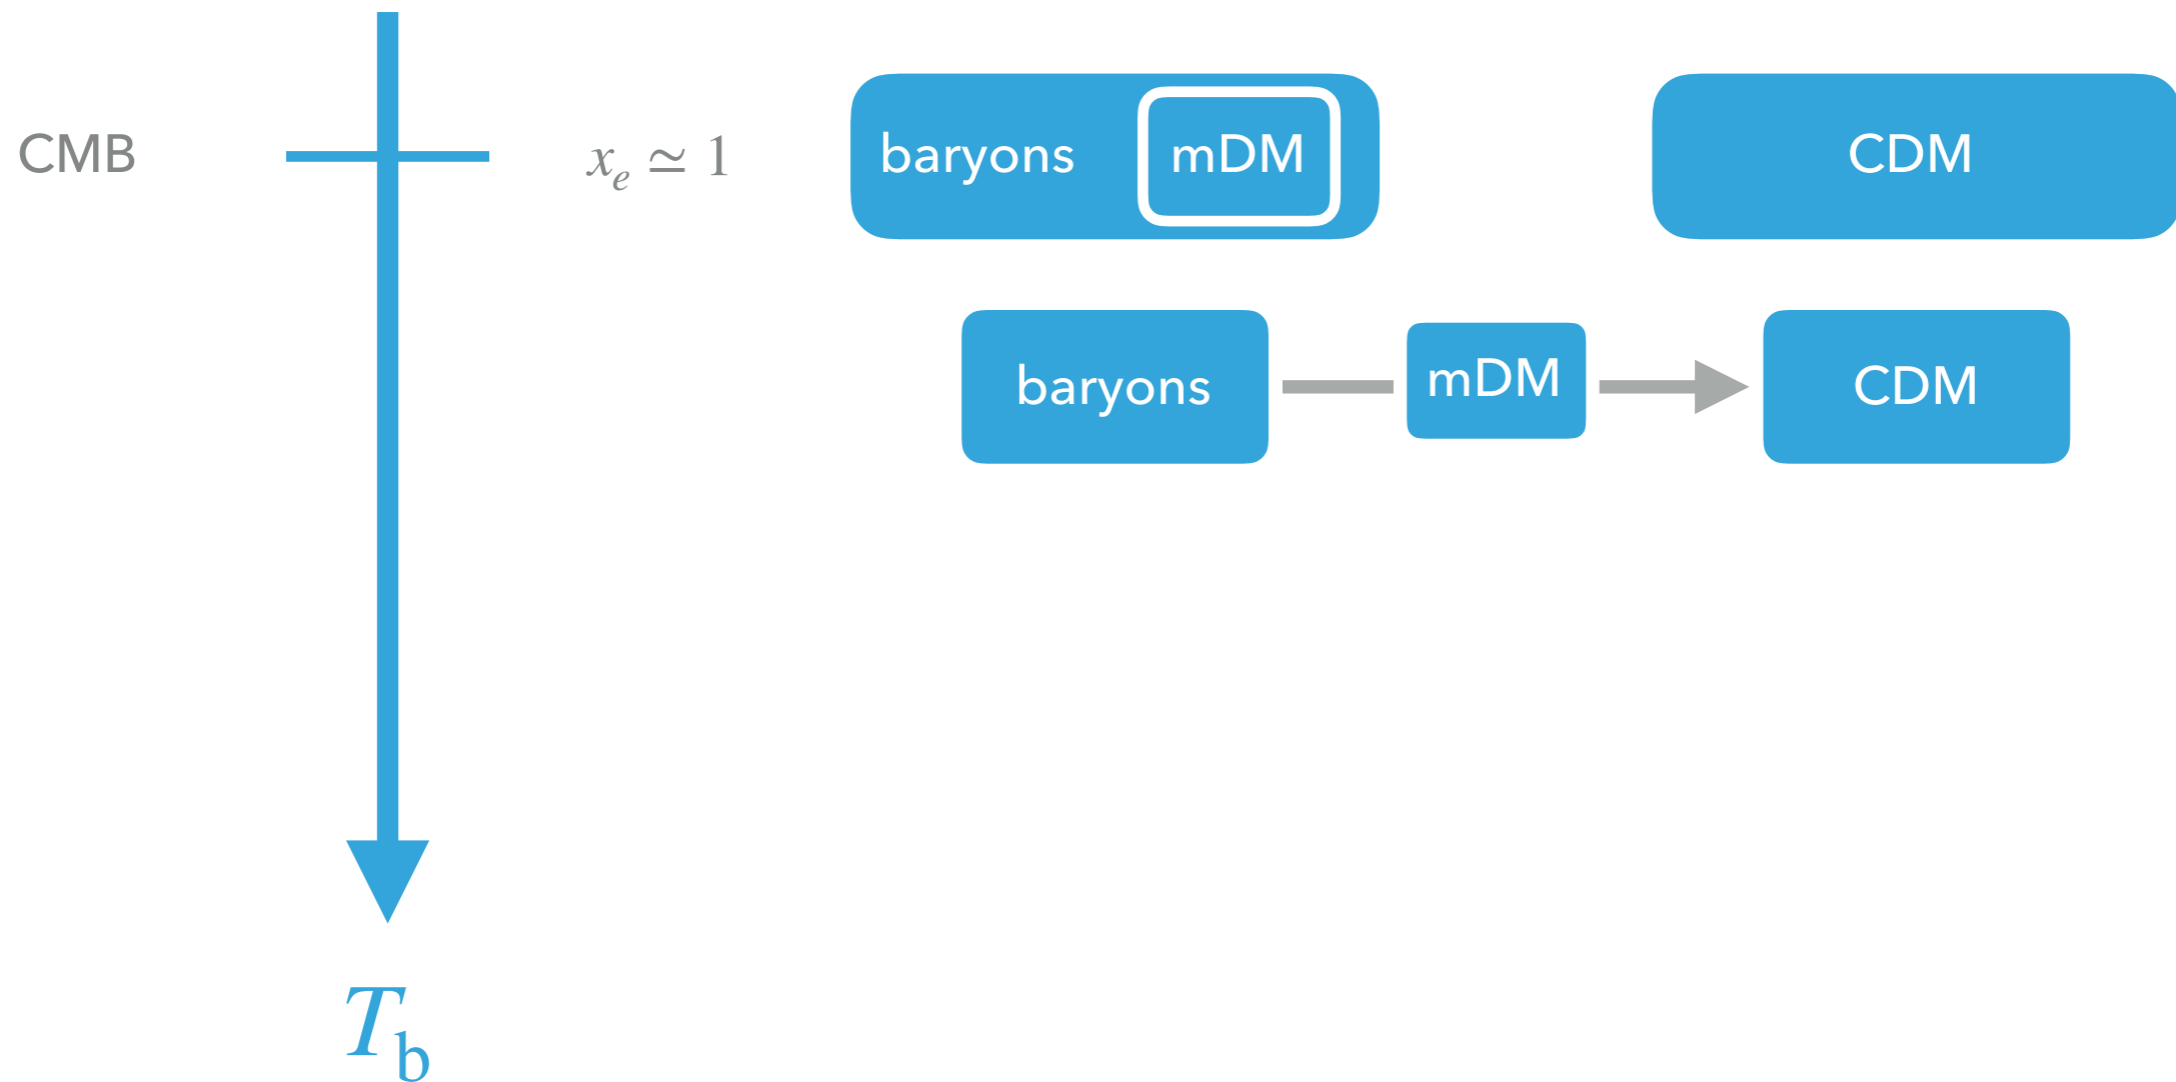 CMB x_e ≃ 1 baryons mDM CDM
baryons mDM CDM
T_b